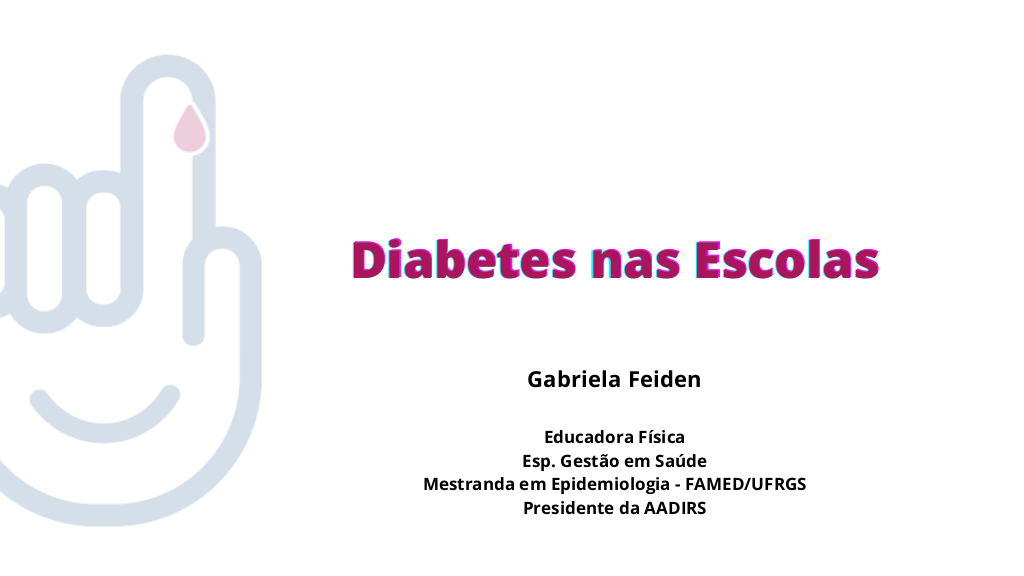 Diabetes nas Escolas
Gabriela Feiden
Educadora Física
Esp. Gestão em Saúde
Mestranda em Epidemiologia - FAMED/UFRGS
Presidente da AADIRS